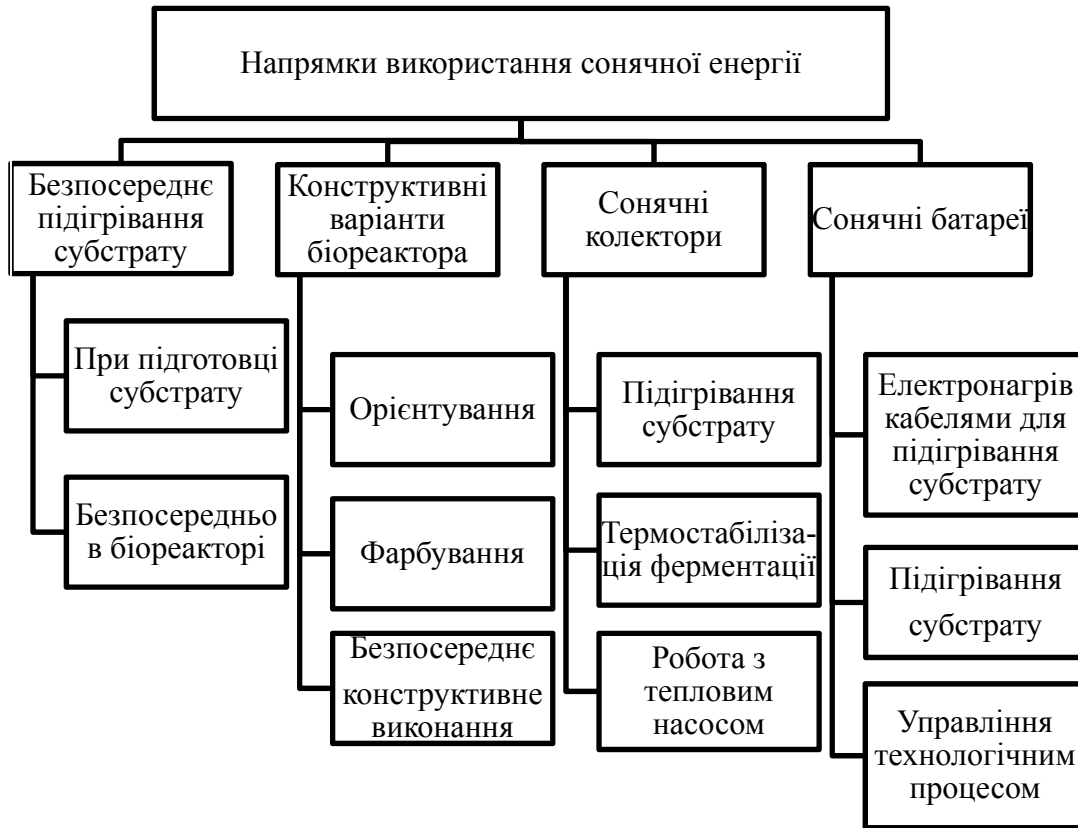 Напрямки використання сонячної енергії
Безпосереднє
підігрівання
субстрату
Конструктивні
варіанти
біореактора
Сонячні
колектори
Сонячні батареї
При підготовці
субстрату
Безпосередньо
в біореакторі
Орієнтування
Фарбування
Безпосереднє
конструктивне
виконання
Підігрівання
субстрату
Термостабіліза-
ція ферментації
Робота з
тепловим
насосом
Електронагрів
кабелями для
підігрівання
субстрату
Підігрівання
субстрату
Управління
технологічним
процесом